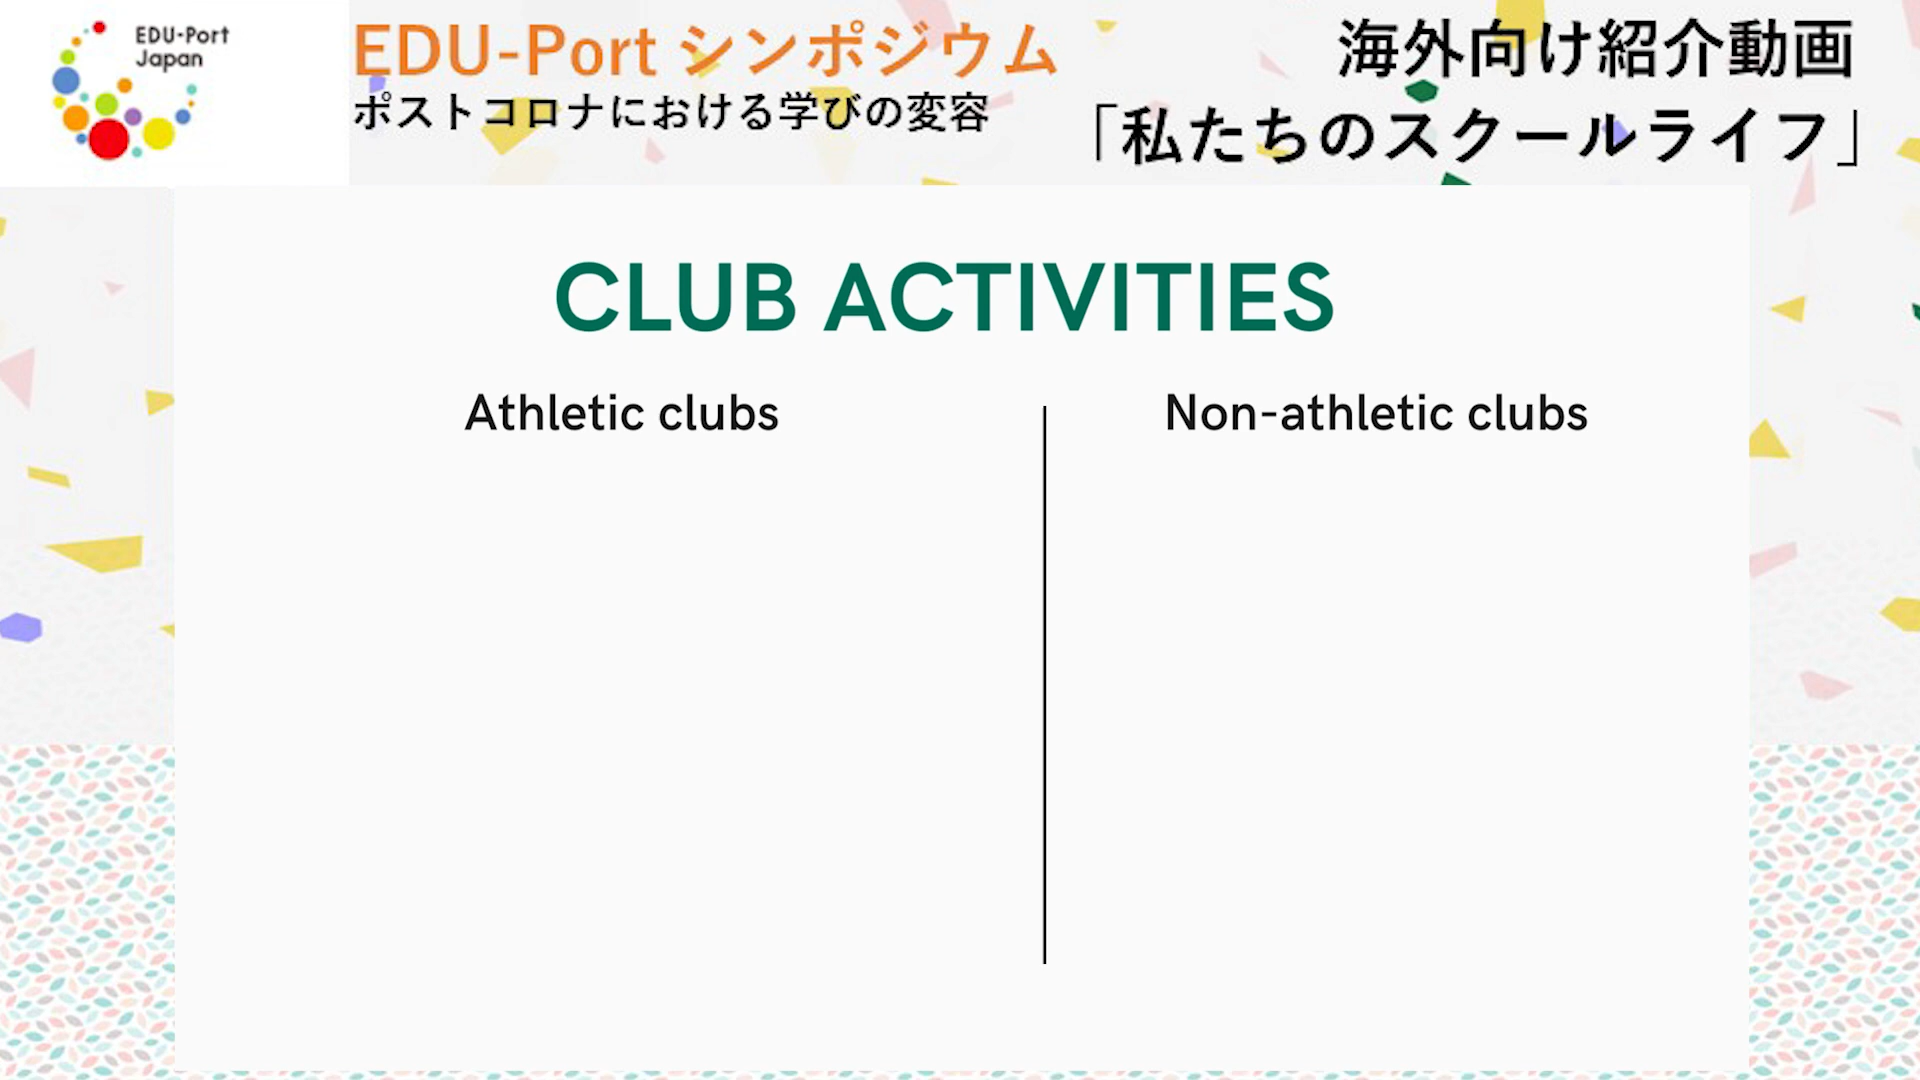 EDU-Port
Japan
EDU-Port シンポジウム
ポストコロナにおける学びの変容
海外向け紹介動画
「私たちのスクールライフ」
CLUB ACTIVITIES
Athletic clubs
Non-athletic clubs